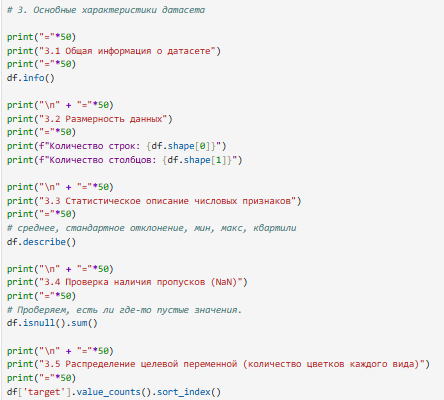 # 3. Основные характеристики датасета
print("="*50)
print("3.1 Общая информация о датасете")
print("="*50)
df.info()
print("\n" + "="*50)
print("3.2 Размерность данных")
print("="*50)
print(f"Количество строк: {df.shape[0]}")
print(f"Количество столбцов: {df.shape[1]}")
print("\n" + "="*50)
print("3.3 Статистическое описание числовых признаков")
print("="*50)
# среднее, стандартное отклонение, мин, макс, квартили
df.describe()
print("\n" + "="*50)
print("3.4 Проверка наличия пропусков (NaN)")
print("="*50)
# Проверяем, есть ли где-то пустые значения.
df.isnull().sum()
print("\n" + "="*50)
print("3.5 Распределение целевой переменной (количество цветков каждого вида)")
print("="*50)
df['target'].value_counts().sort_index()